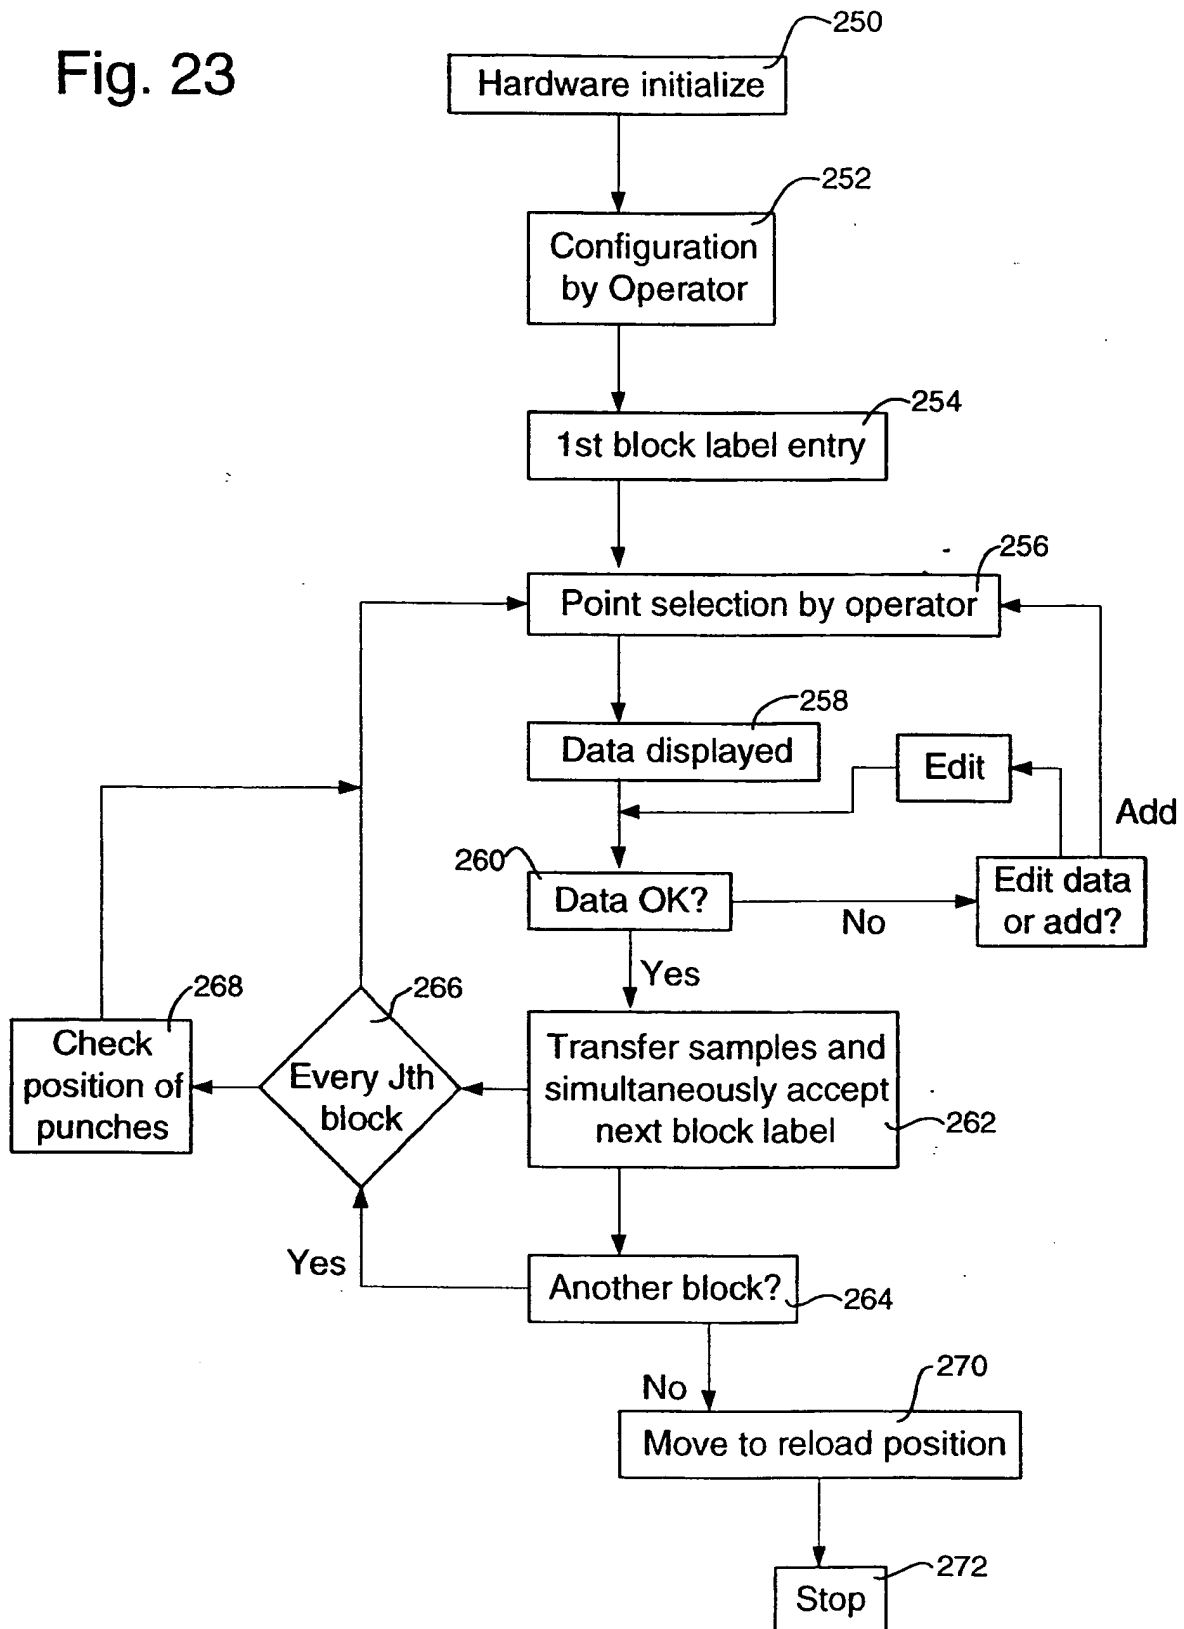 Fig. 23
250
Hardware initialize
252
Configuration
by Operator
254
1st block label entry
256
Point selection by operator
258
Data displayed
Edit
Add
260
Data OK?
No
Edit data
or add?
Yes
268
Check
position of
punches
266
Every Jth
block
Transfer samples and
simultaneously accept
next block label
262
Yes
Another block?
264
No
270
Move to reload position
272
Stop